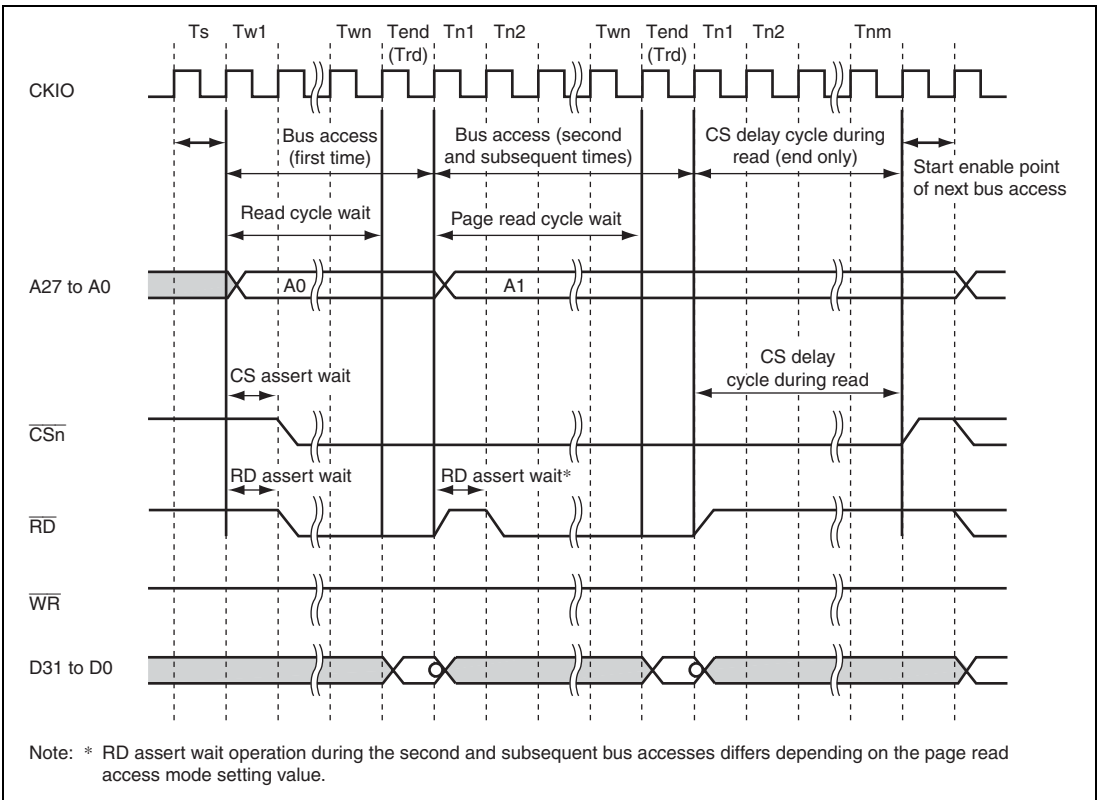 Ts Tw1 Twn Tend Tn1 Tn2 Twn Tend Tn1 Tn2 Tnm
(Trd) (Trd)
CKIO
Bus access
(first time)
Bus access (second
and subsequent times)
CS delay cycle during
read (end only)
Start enable point
of next bus access
Read cycle wait
Page read cycle wait
A27 to A0
A0
A1
CS assert wait
CS delay
cycle during read
CSn
RD assert wait
RD assert wait*
RD
WR
D31 to D0
Note: * RD assert wait operation during the second and subsequent bus accesses differs depending on the page read
access mode setting value.